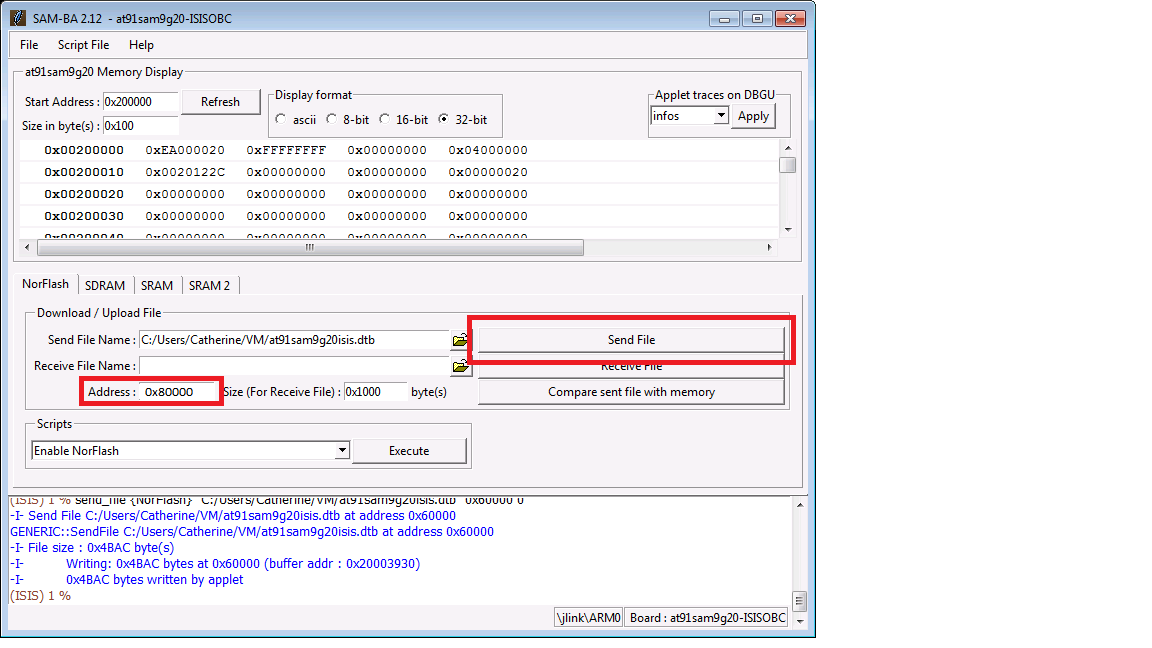 SAM-BA 2.12 - at91sam9g20-ISISOBC
File Script File Help
at91sam9g20 Memory Display
Start Address : 0x200000 Refresh
Size in byte(s) : 0x100
Display format
ascii 8-bit 16-bit 32-bit
Applet traces on DBGU
infos Apply
0x00200000 0xEA000020 0xFFFFFFFF 0x00000000 0x04000000
0x00200010 0x0020122C 0x00000000 0x00000000 0x00000020
0x00200020 0x00000000 0x00000000 0x00000000 0x00000000
0x00200030 0x00000000 0x00000000 0x00000000 0x00000000
0x00200040 0x00000000 0x00000000 0x00000000 0x00000000
NorFlash SDRAM SRAM SRAM 2
Download / Upload File
Send File Name : C:/Users/Catherine/VM/at91sam9g20isis.dtb Send File
Receive File Name : Receive File
Address : 0x80000 Size (For Receive File) : 0x1000 byte(s) Compare sent file with memory
Scripts
Enable NorFlash Execute
(ISIS) 1 % send_file {NorFlash} "C:/Users/Catherine/VM/at91sam9g20isis.dtb" 0x60000 0
-I- Send File C:/Users/Catherine/VM/at91sam9g20isis.dtb at address 0x60000
GENERIC::SendFile C:/Users/Catherine/VM/at91sam9g20isis.dtb at address 0x60000
-I- File size : 0x4BAC byte(s)
-I- Writing: 0x4BAC bytes at 0x60000 (buffer addr : 0x20003930)
-I- 0x4BAC bytes written by applet
(ISIS) 1 %
\jlink\ARM0 Board : at91sam9g20-ISISOBC